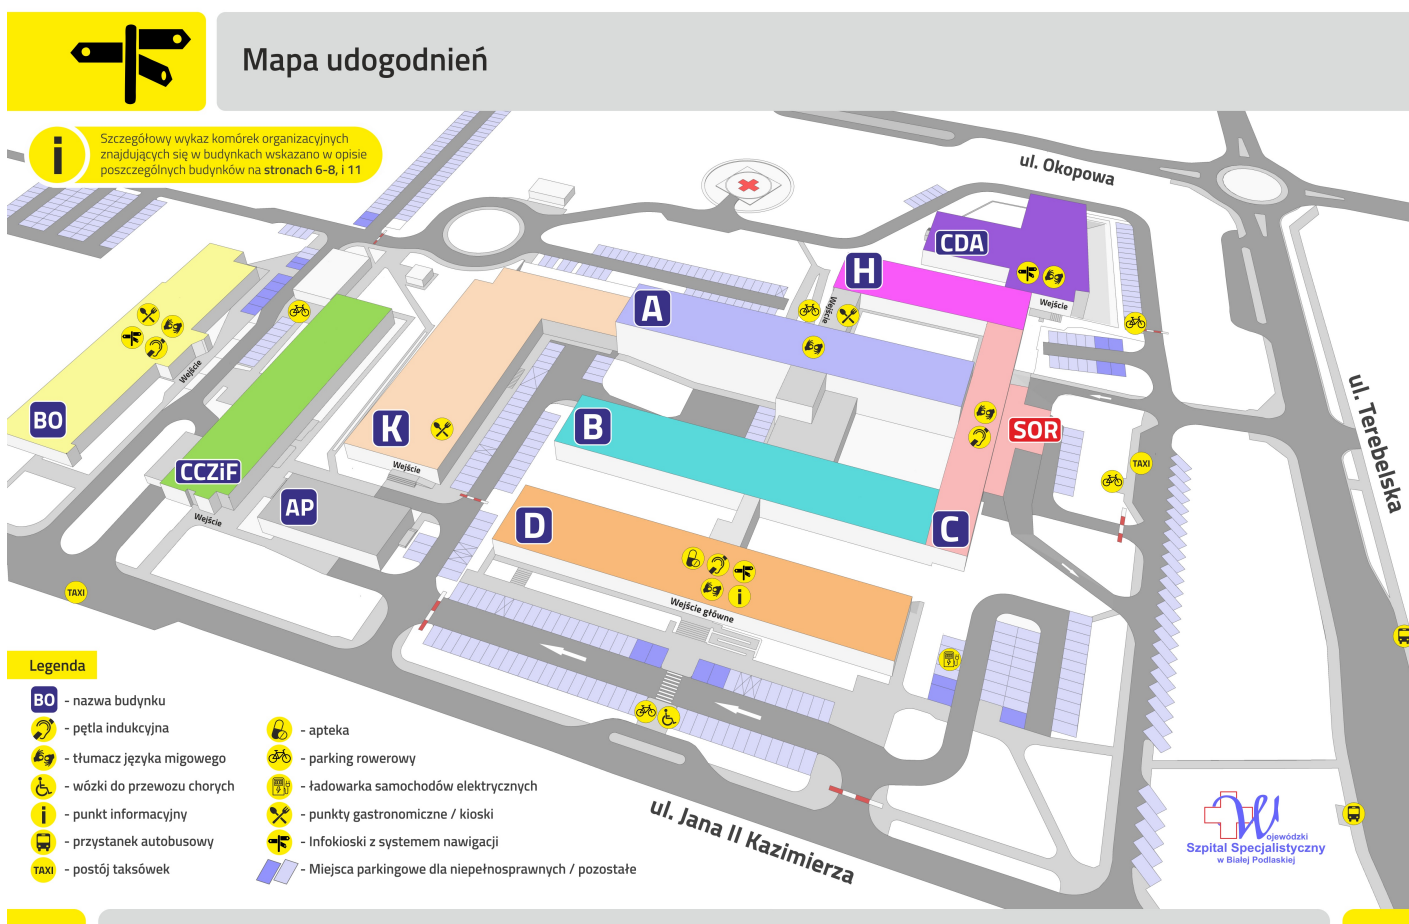 Mapa udogodnień
i
Szczegółowy wykaz komórek organizacyjnych
znajdujących się w budynkach wskazano w opisie
poszczególnych budynków na stronach 6-8, i 11
ul. Okopowa
CDA
H
Wejście
Wejście
A
BO
Wejście
K
Wejście
B
SOR
TAXI
ul. Terebelska
CCZiF
Wejście
AP
D
C
i
Wejście główne
TAXI
ul. Jana II Kazimierza
Legenda
BO - nazwa budynku
- pętla indukcyjna
- tłumacz języka migowego
- wózki do przewozu chorych
i - punkt informacyjny
- przystanek autobusowy
TAXI - postój taksówek
- apteka
- parking rowerowy
- ładowarka samochodów elektrycznych
- punkty gastronomiczne / kioski
- Infokioski z systemem nawigacji
- Miejsca parkingowe dla niepełnosprawnych / pozostałe
Wojewódzki
Szpital Specjalistyczny
w Białej Podlaskiej